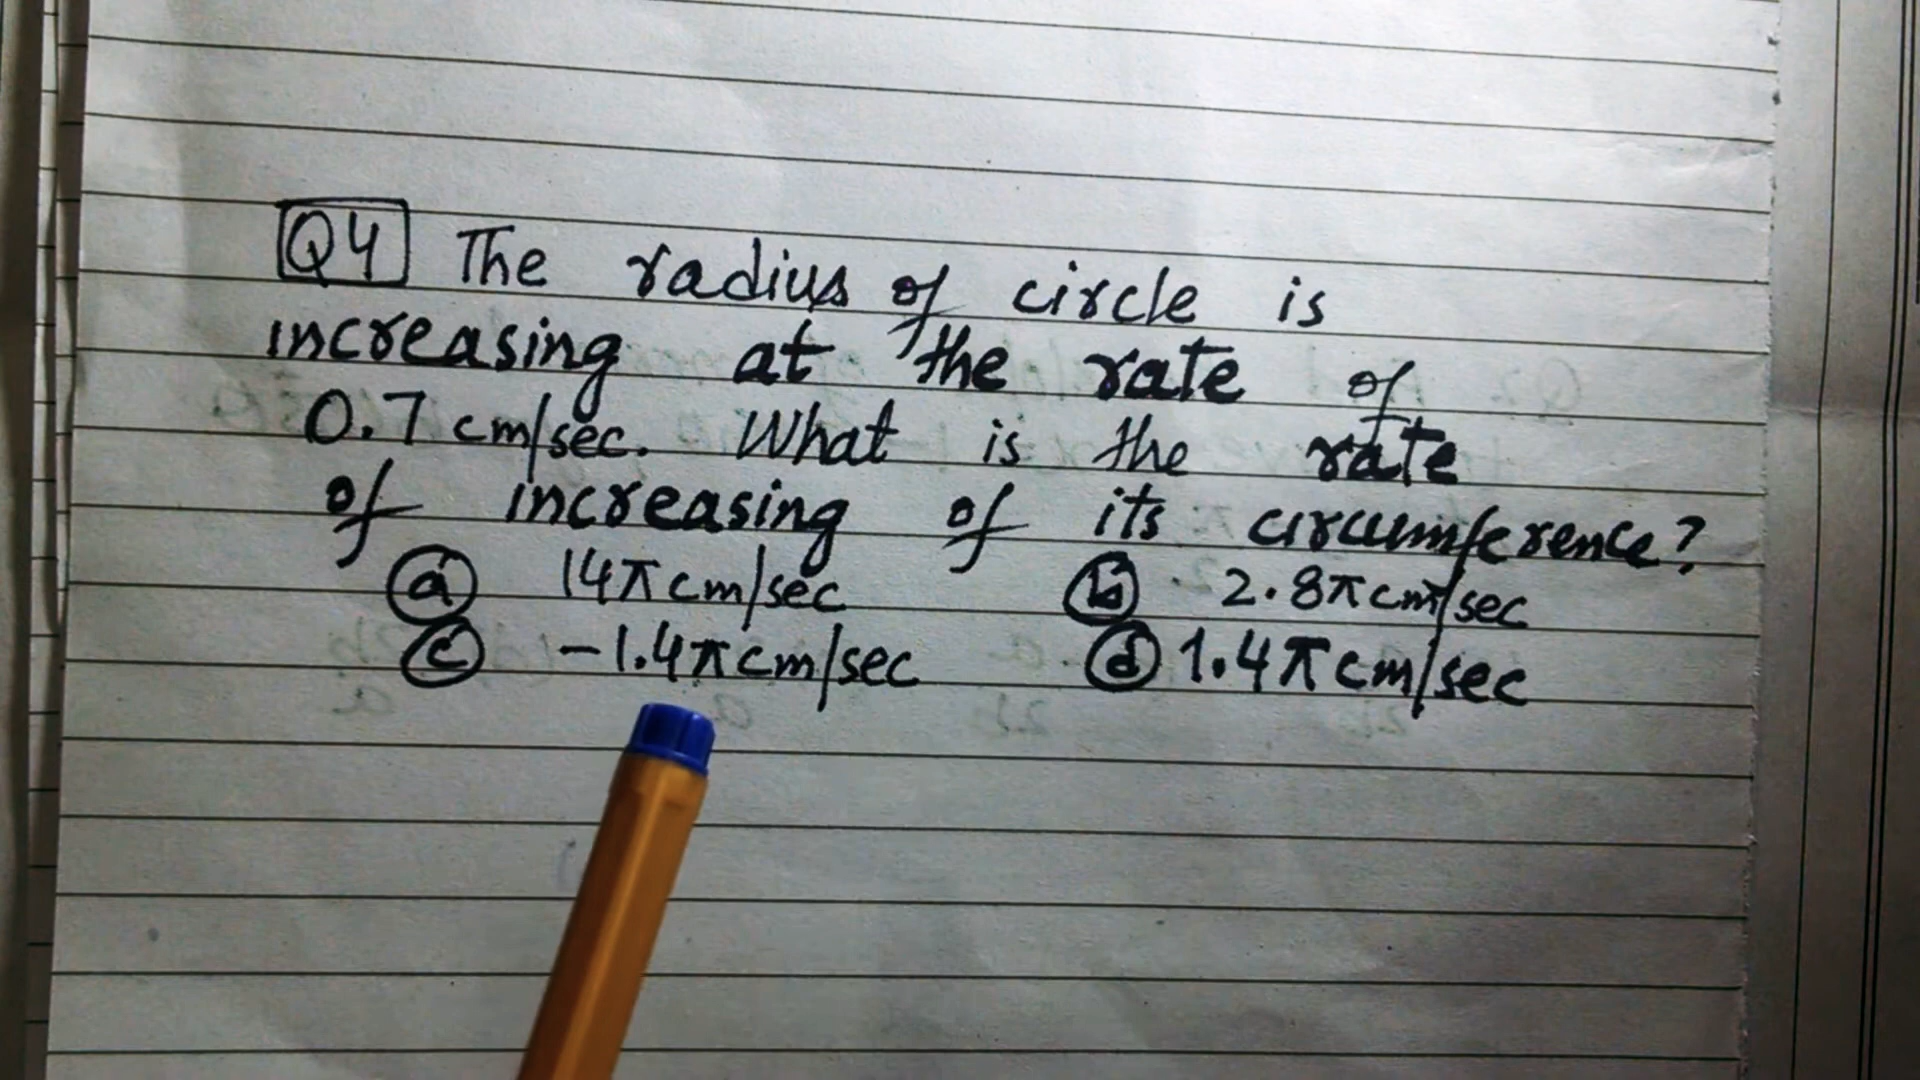 Q4 The radius of circle is
increasing at the rate of
0.7 cm/sec. What is the rate
of increasing of its circumference?
(a) 14π cm/sec (b) 2.8π cm/sec
(c) -1.4π cm/sec (d) 1.4π cm/sec